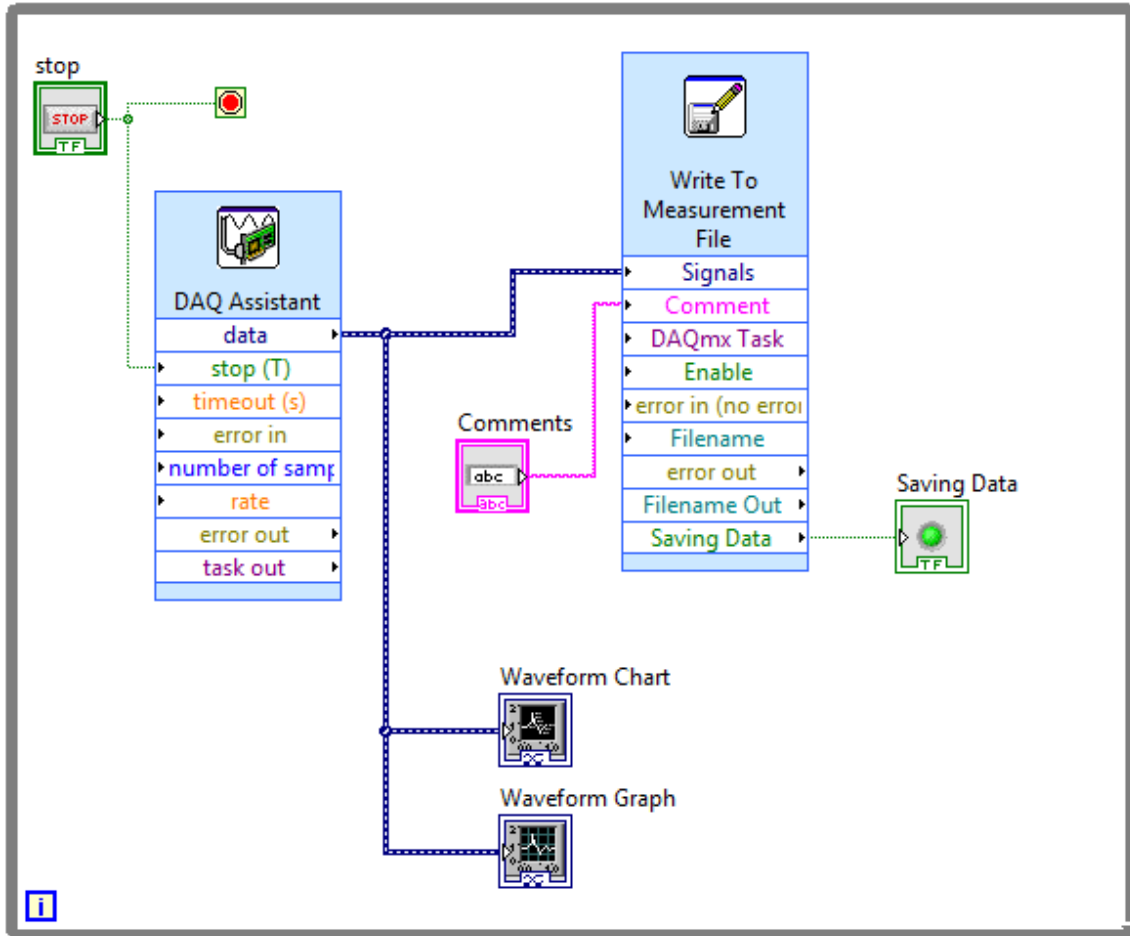 stop
STOP
TF
DAQ Assistant
data
stop (T)
timeout (s)
error in
number of samp
rate
error out
task out
Write To
Measurement
File
Signals
Comment
DAQmx Task
Enable
error in (no error
Filename
error out
Filename Out
Saving Data
Comments
abc
abc
Saving Data
TF
Waveform Chart
Waveform Graph
i